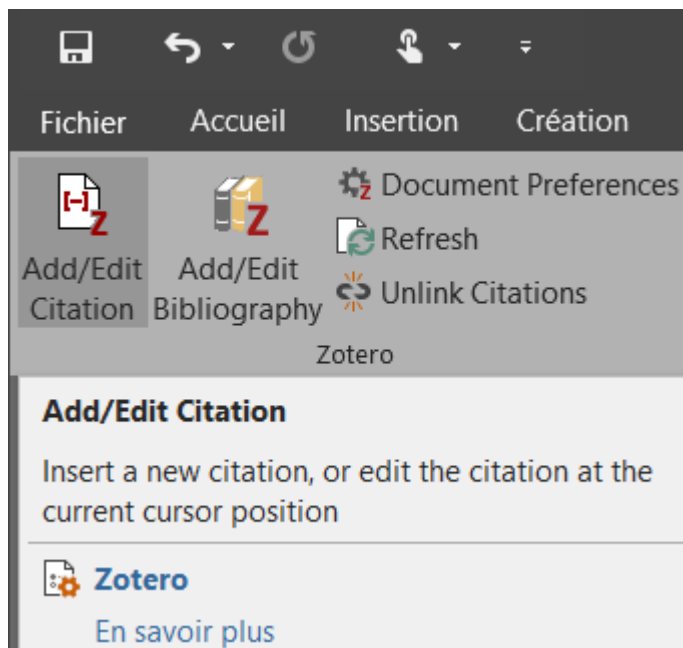 Fichier Accueil Insertion Création
Document Preferences
Refresh
Unlink Citations
Add/Edit Citation
Add/Edit Bibliography
Zotero
Add/Edit Citation
Insert a new citation, or edit the citation at the
current cursor position
Zotero
En savoir plus